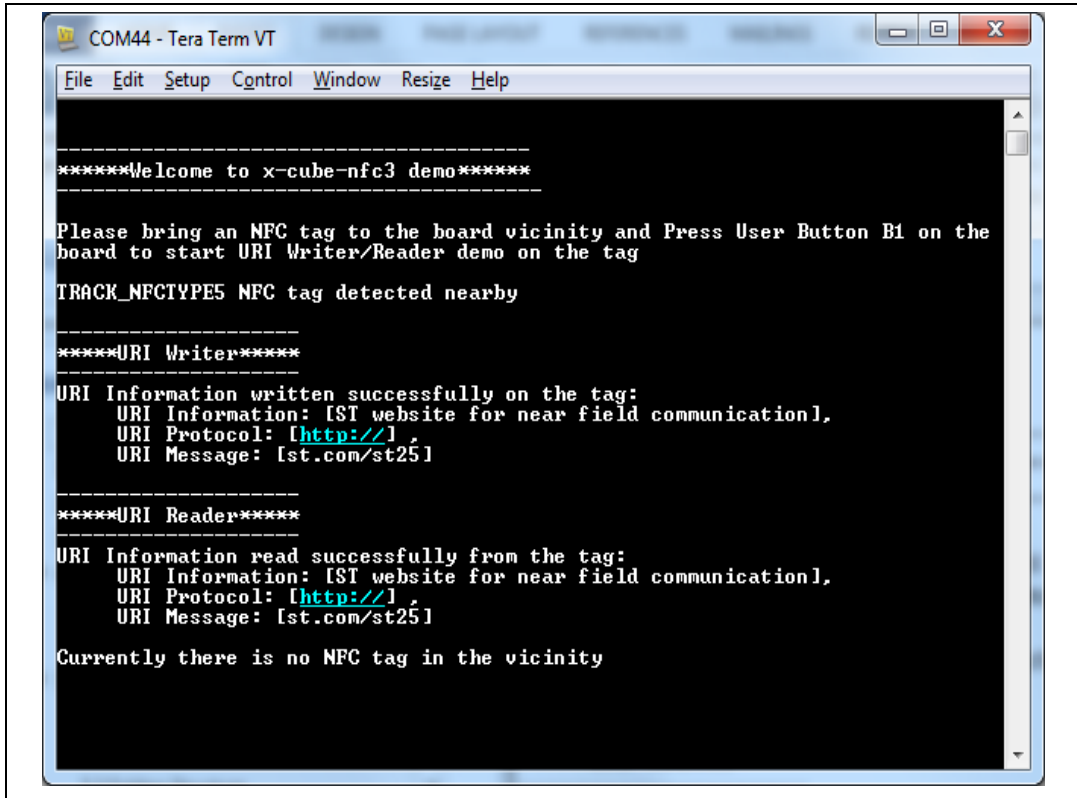 COM44 - Tera Term VT
File Edit Setup Control Window Resize Help
-----------------------------------------
******Welcome to x-cube-nfc3 demo******
------------------------------------------
Please bring an NFC tag to the board vicinity and Press User Button B1 on the
board to start URI Writer/Reader demo on the tag
TRACK_NFCTYPE5 NFC tag detected nearby
---------------------
*****URI Writer*****
---------------------
URI Information written successfully on the tag:
URI Information: [ST website for near field communication],
URI Protocol: [http://] ,
URI Message: [st.com/st25]
---------------------
*****URI Reader*****
---------------------
URI Information read successfully from the tag:
URI Information: [ST website for near field communication],
URI Protocol: [http://] ,
URI Message: [st.com/st25]
Currently there is no NFC tag in the vicinity